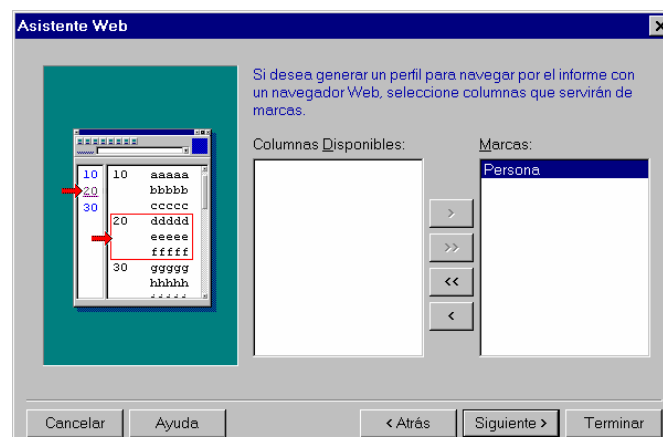 Asistente Web
Si desea generar un perfil para navegar por el informe con
un navegador Web, seleccione columnas que servirán de
marcas.
Columnas Disponibles:
Marcas:
Persona
10 10 aaaaa
20 bbbbb
30 ccccc
20 ddddd
eeeee
fffff
30 ggggg
hhhhh
>
>>
<<
<
Cancelar
Ayuda
< Atrás
Siguiente >
Terminar